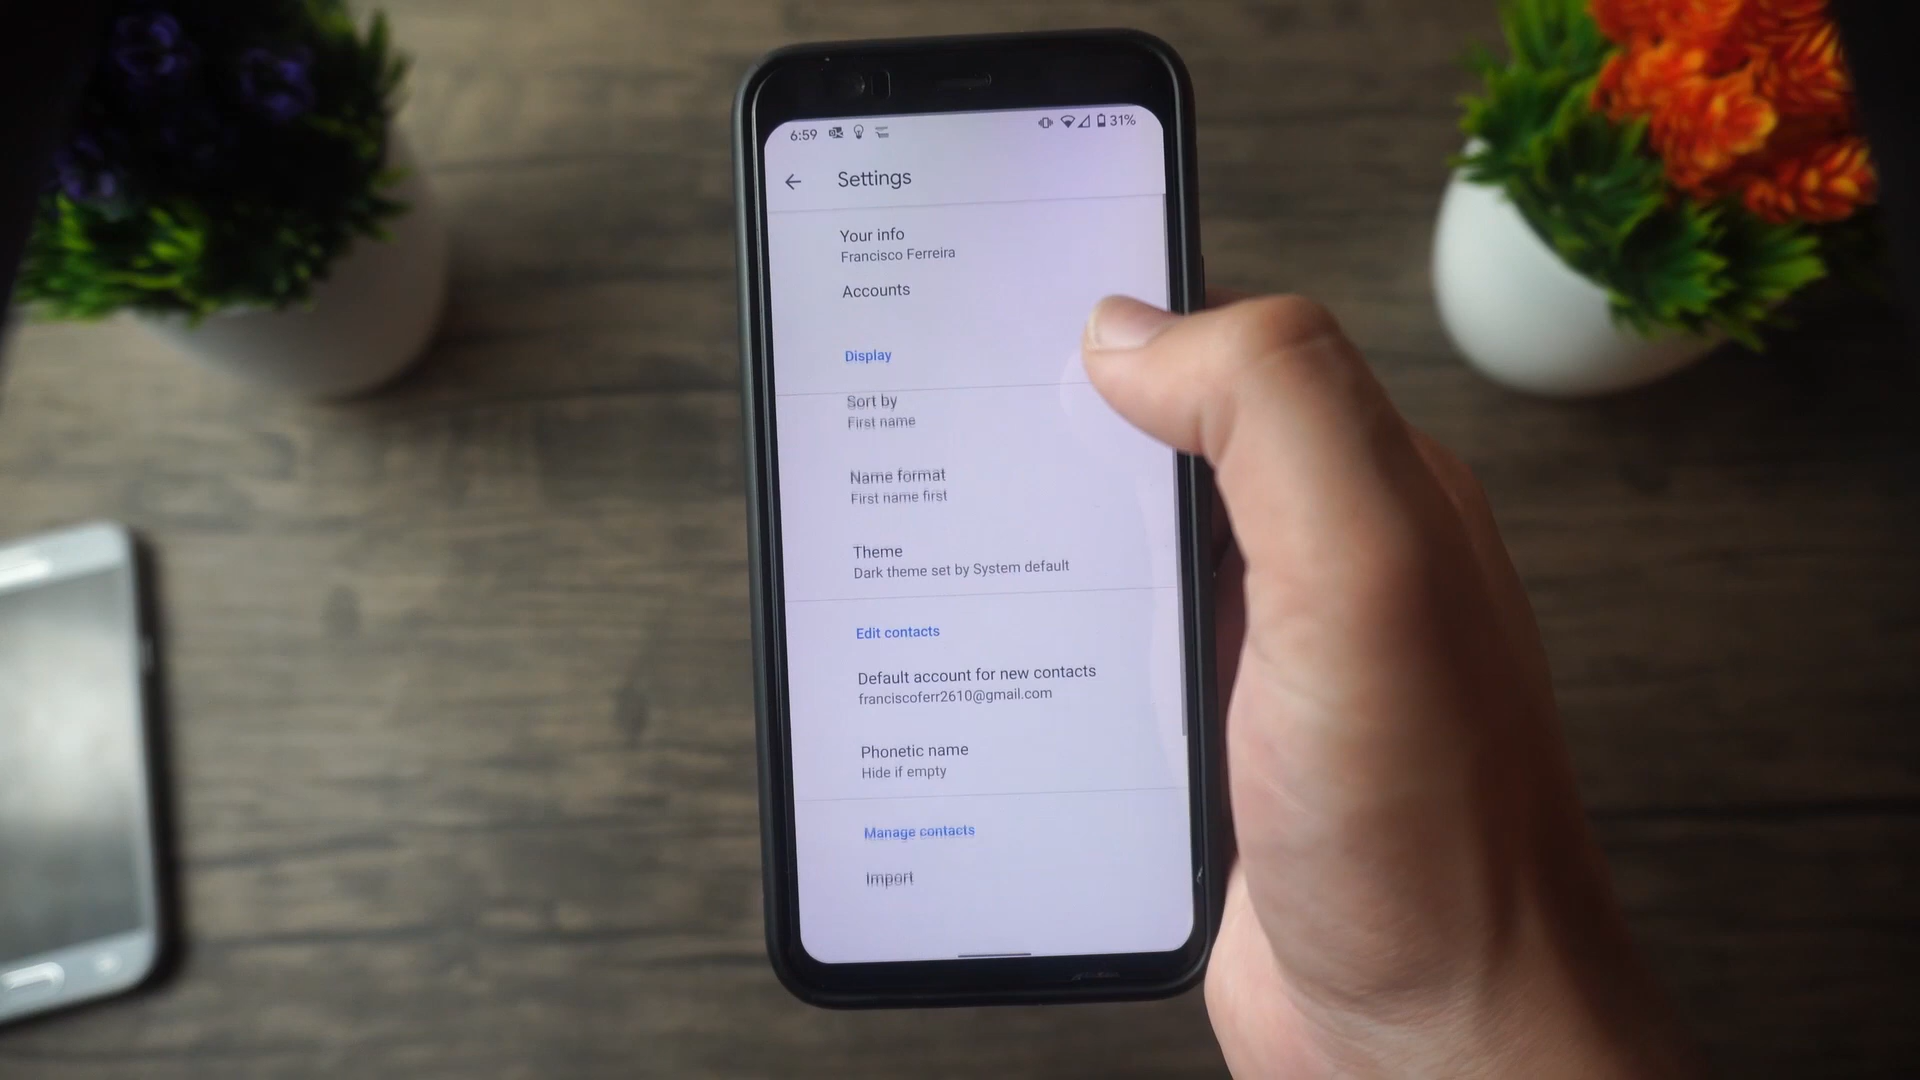 6:59
31%
Settings
Your info
Francisco Ferreira
Accounts
Display
Sort by
First name
Name format
First name first
Theme
Dark theme set by System default
Edit contacts
Default account for new contacts
franciscoferr2610@gmail.com
Phonetic name
Hide if empty
Manage contacts
Import